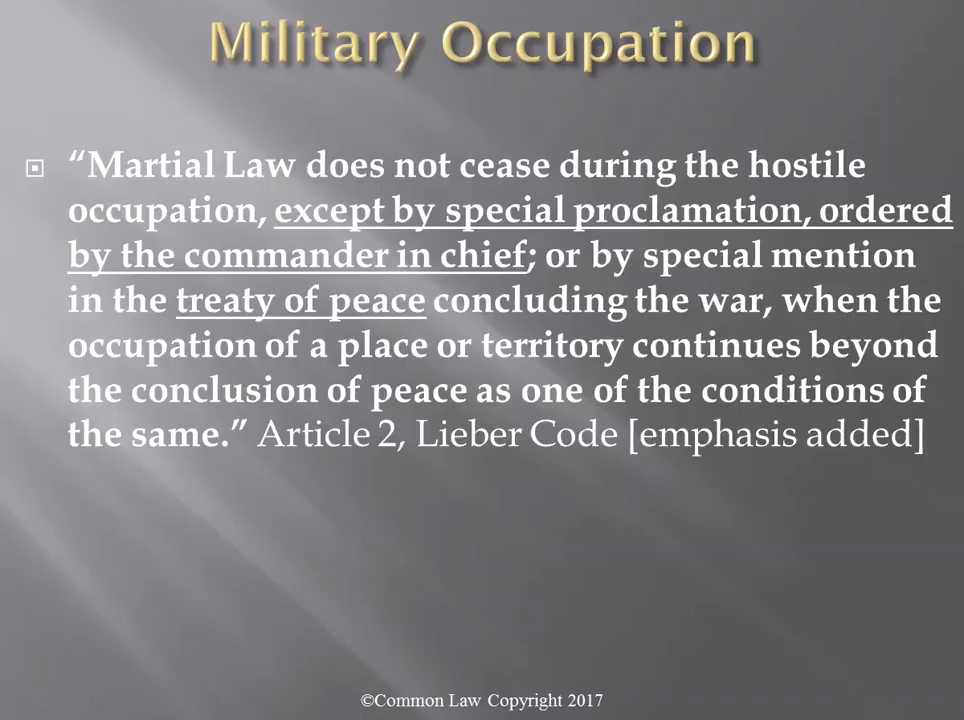 Military Occupation
“Martial Law does not cease during the hostile
occupation, except by special proclamation, ordered
by the commander in chief; or by special mention
in the treaty of peace concluding the war, when the
occupation of a place or territory continues beyond
the conclusion of peace as one of the conditions of
the same.” Article 2, Lieber Code [emphasis added]
©Common Law Copyright 2017